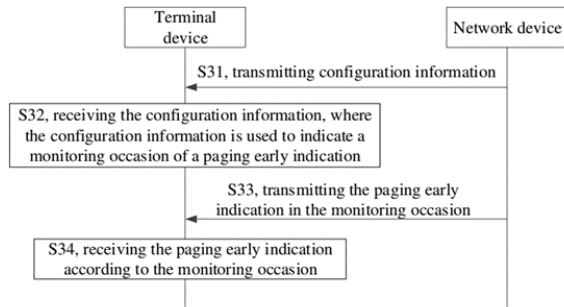 Terminal
device
Network device
S31, transmitting configuration information
S32, receiving the configuration information, where
the configuration information is used to indicate a
monitoring occasion of a paging early indication
S33, transmitting the paging early
indication in the monitoring occasion
S34, receiving the paging early indication
according to the monitoring occasion